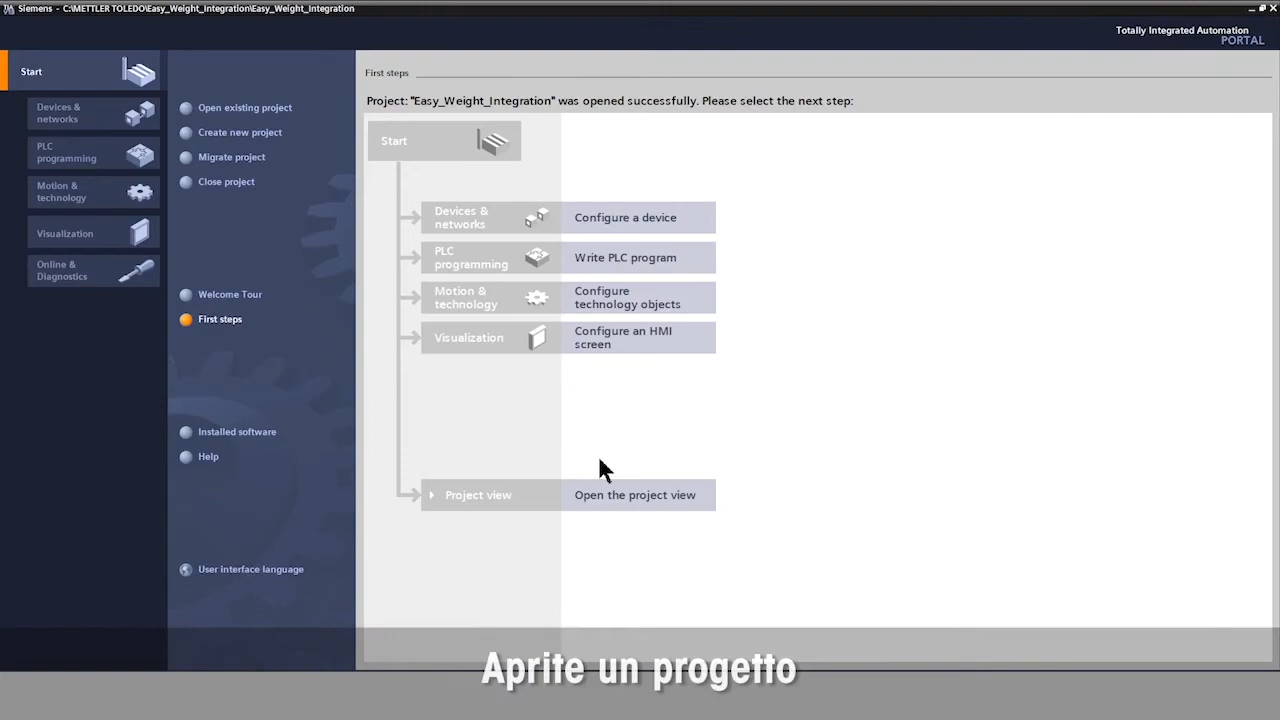 Siemens - C:\METTLER TOLEDO\Easy_Weight_Integration\Easy_Weight_Integration
Totally Integrated Automation
PORTAL
Start
Devices &
networks
PLC
programming
Motion &
technology
Visualization
Online &
Diagnostics
Open existing project
Create new project
Migrate project
Close project
Welcome Tour
First steps
Installed software
Help
User interface language
First steps
Project: "Easy_Weight_Integration" was opened successfully. Please select the next step:
Start
Devices &
networks
Configure a device
PLC
programming
Write PLC program
Motion &
technology
Configure
technology objects
Visualization
Configure an HMI
screen
Project view
Open the project view
Aprite un progetto